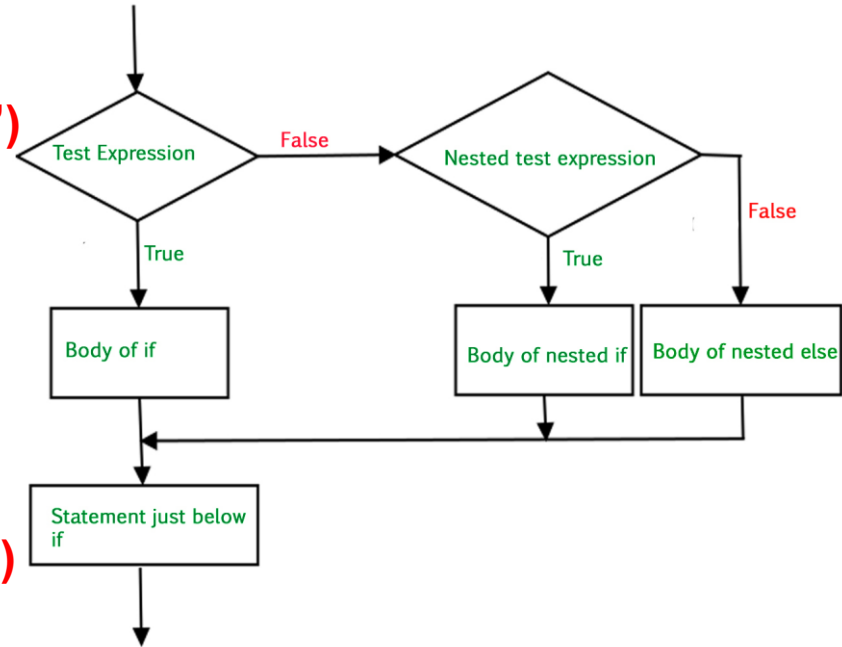 )
Test Expression
False
Nested test expression
False
True
True
Body of if
Body of nested if
Body of nested else
Statement just below
if
)